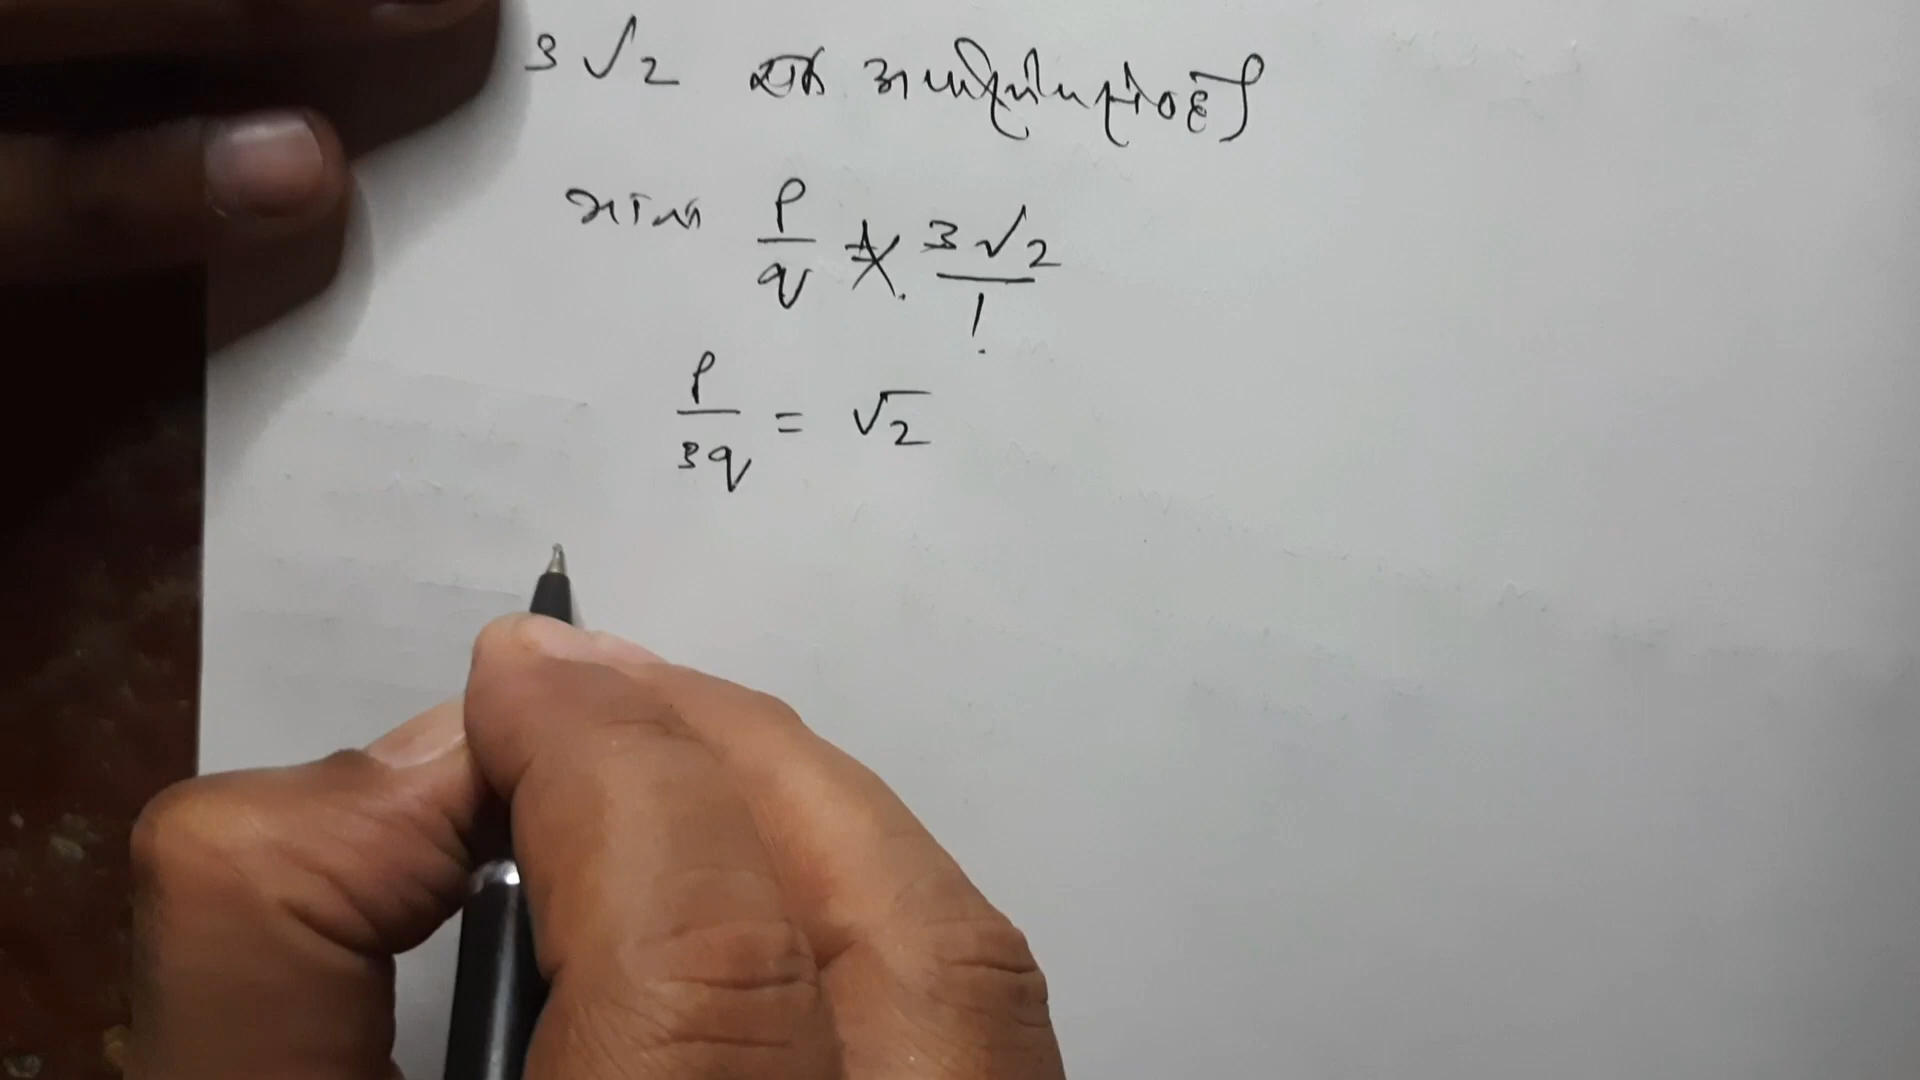 3√2 एक अपरिमेय संख्या है
माना p/q = 3√2/1
p/3q = √2